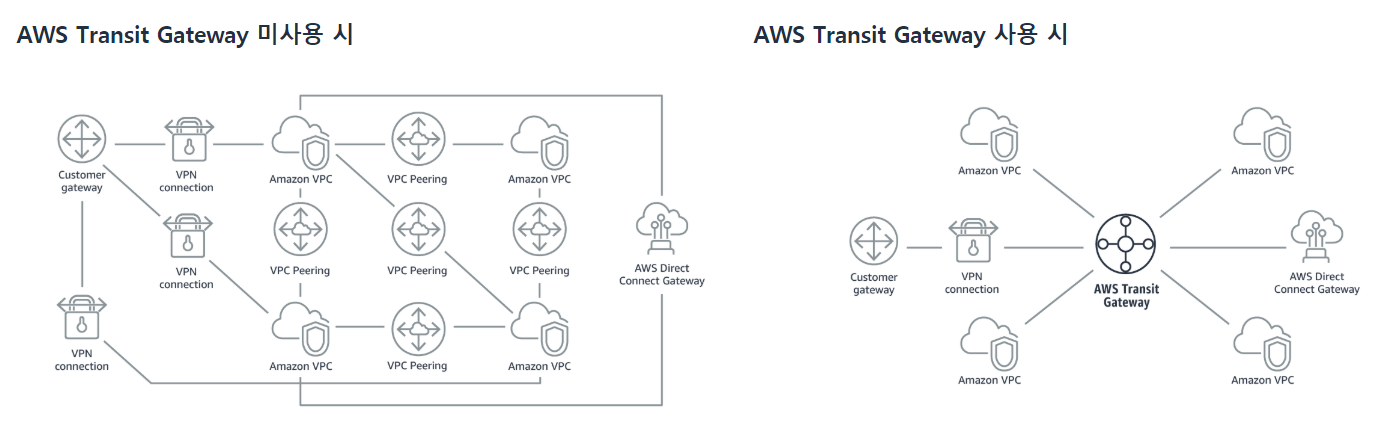 AWS Transit Gateway 미사용 시
Customer
gateway
VPN
connection
Amazon VPC
VPC Peering
Amazon VPC
VPN
connection
VPC Peering
VPC Peering
VPC Peering
AWS Direct
Connect Gateway
VPN
connection
Amazon VPC
VPC Peering
Amazon VPC
AWS Transit Gateway 사용 시
Amazon VPC
Amazon VPC
Customer
gateway
VPN
connection
AWS Transit
Gateway
AWS Direct
Connect Gateway
Amazon VPC
Amazon VPC